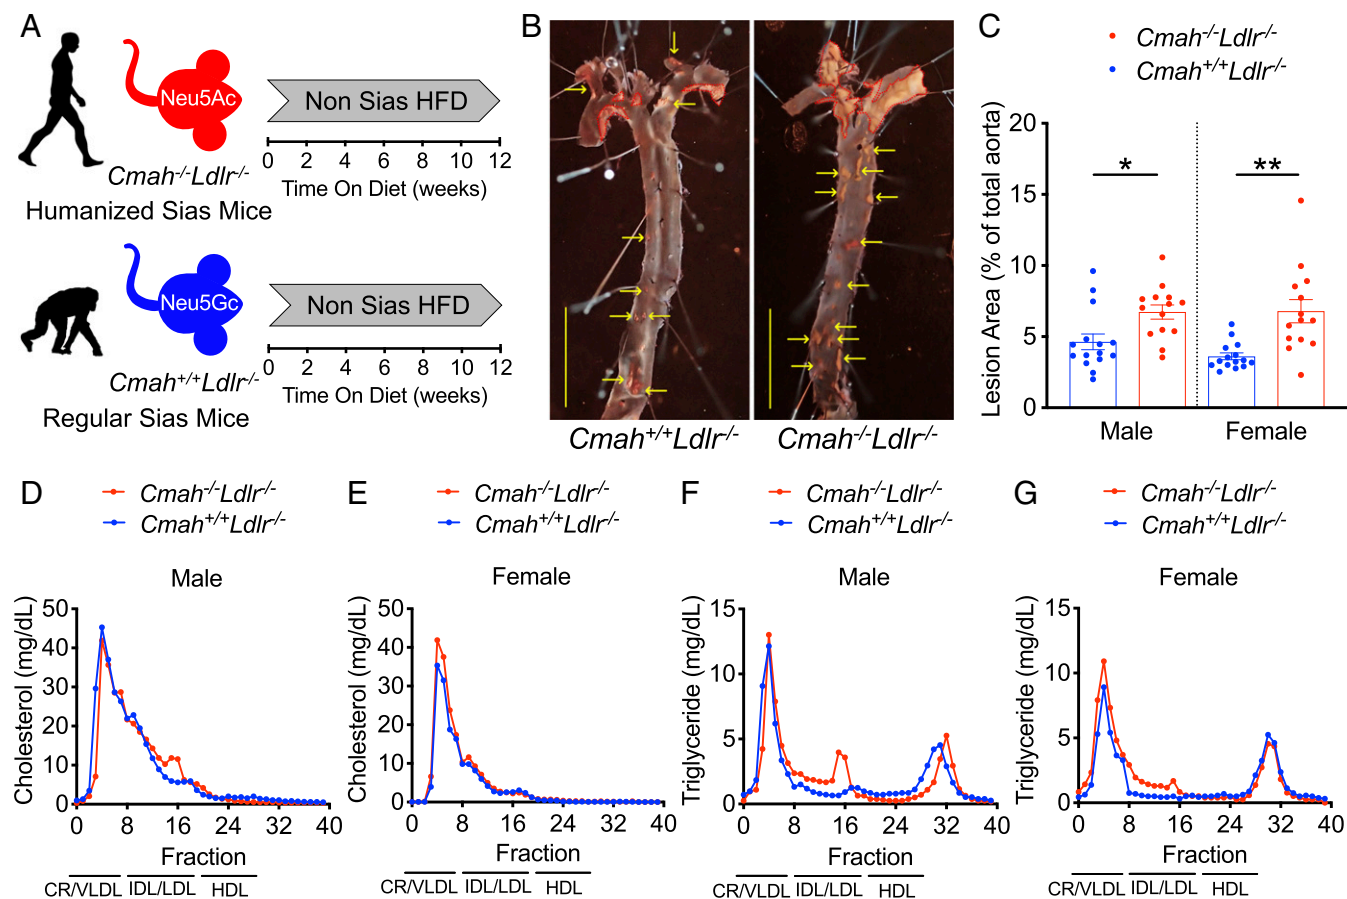 A
Neu5Ac
Non Sias HFD
0 2 4 6 8 10 12
Time On Diet (weeks)
Cmah-/-Ldlr-/-
Humanized Sias Mice
Neu5Gc
Non Sias HFD
0 2 4 6 8 10 12
Time On Diet (weeks)
Cmah+/+Ldlr-/-
Regular Sias Mice
B
Cmah+/+Ldlr-/-
Cmah-/-Ldlr-/-
C
Cmah-/-Ldlr-/-
Cmah+/+Ldlr-/-
Lesion Area (% of total aorta)
20
15
10
5
0
*
**
Male
Female
D
Cmah-/-Ldlr-/-
Cmah+/+Ldlr-/-
Male
Cholesterol (mg/dL)
50
40
30
20
10
0
0 8 16 24 32 40
Fraction
CR/VLDL IDL/LDL HDL
E
Cmah-/-Ldlr-/-
Cmah+/+Ldlr-/-
Female
Cholesterol (mg/dL)
50
40
30
20
10
0
0 8 16 24 32 40
Fraction
CR/VLDL IDL/LDL HDL
F
Cmah-/-Ldlr-/-
Cmah+/+Ldlr-/-
Male
Triglyceride (mg/dL)
15
10
5
0
0 8 16 24 32 40
Fraction
CR/VLDL IDL/LDL HDL
G
Cmah-/-Ldlr-/-
Cmah+/+Ldlr-/-
Female
Triglyceride (mg/dL)
15
10
5
0
0 8 16 24 32 40
Fraction
CR/VLDL IDL/LDL HDL